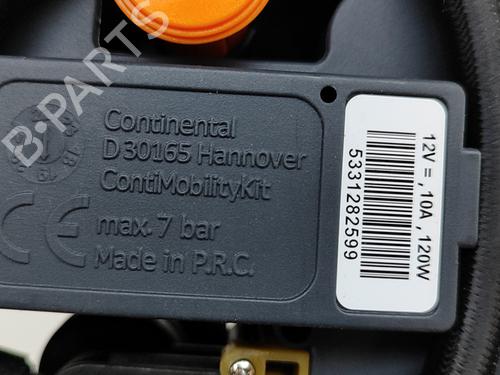 B-PARTS
Continental
D 30165 Hannover
ContiMobilityKit
max. 7 bar
Made in P.R.C.
CE
12V = , 10A , 120W
5331282599